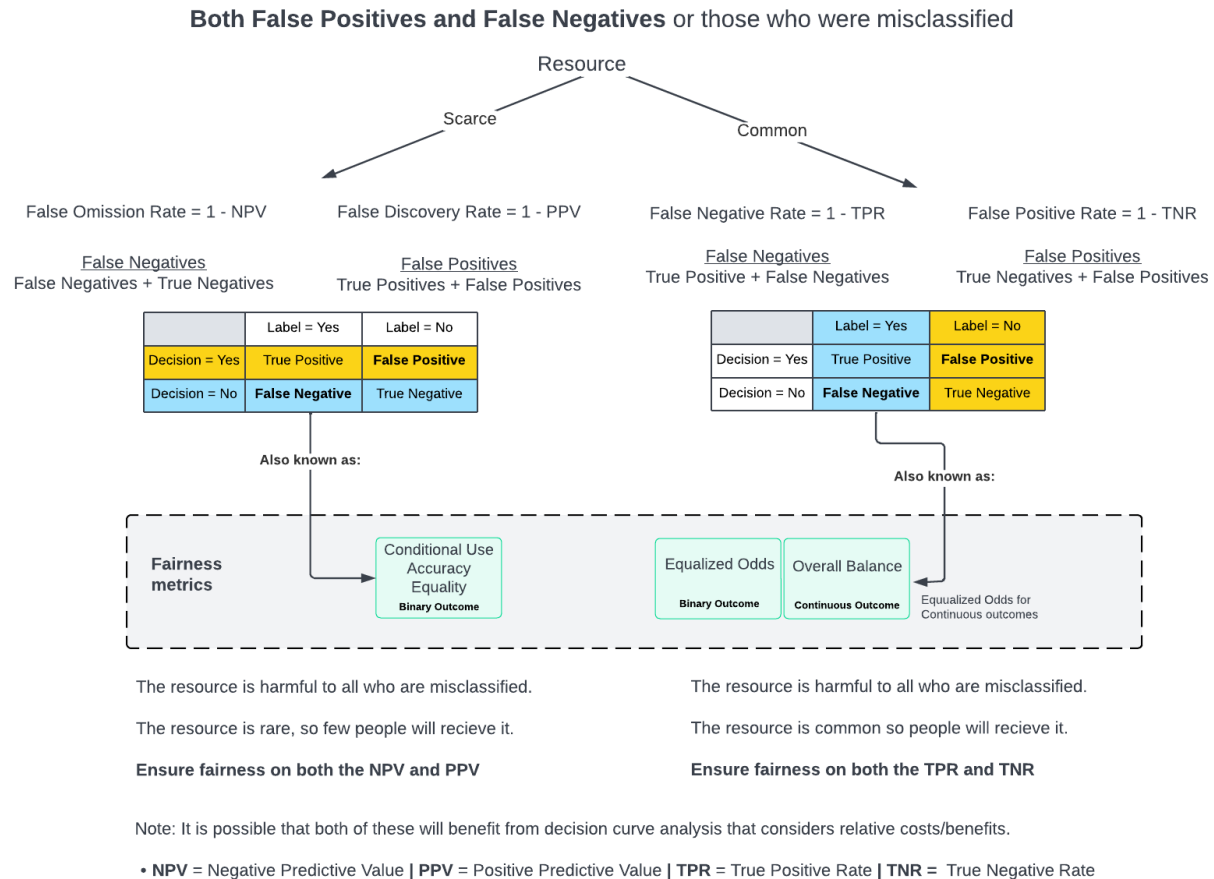 Both False Positives and False Negatives or those who were misclassified
Resource
Scarce
Common
False Omission Rate = 1 - NPV
False Discovery Rate = 1 - PPV
False Negative Rate = 1 - TPR
False Positive Rate = 1 - TNR
False Negatives
False Negatives + True Negatives
False Positives
True Positives + False Positives
False Negatives
True Positive + False Negatives
False Positives
True Negatives + False Positives
Label = Yes
Label = No
Decision = Yes
True Positive
False Positive
Decision = No
False Negative
True Negative
Label = Yes
Label = No
Decision = Yes
True Positive
False Positive
Decision = No
False Negative
True Negative
Also known as:
Also known as:
Fairness
metrics
Conditional Use
Accuracy
Equality
Binary Outcome
Equalized Odds
Binary Outcome
Overall Balance
Continuous Outcome
Equualized Odds for
Continuous outcomes
The resource is harmful to all who are misclassified.
The resource is rare, so few people will recieve it.
Ensure fairness on both the NPV and PPV
The resource is harmful to all who are misclassified.
The resource is common so people will recieve it.
Ensure fairness on both the TPR and TNR
Note: It is possible that both of these will benefit from decision curve analysis that considers relative costs/benefits.
• NPV = Negative Predictive Value | PPV = Positive Predictive Value | TPR = True Positive Rate | TNR = True Negative Rate